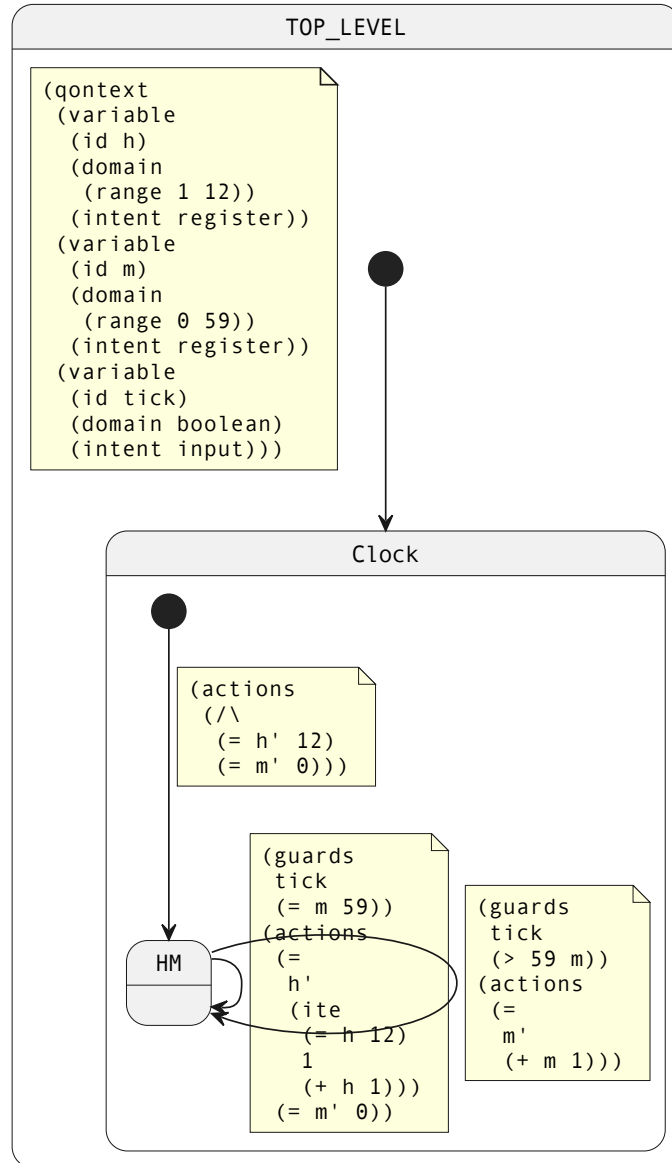 TOP_LEVEL
(qontext
(variable
(id h)
(domain
(range 1 12))
(intent register))
(variable
(id m)
(domain
(range 0 59))
(intent register))
(variable
(id tick)
(domain boolean)
(intent input)))
Clock
(actions
(/\
(= h' 12)
(= m' 0)))
HM
(guards
tick
(= m 59))
(actions
(=
h'
(ite
(= h 12)
1
(+ h 1)))
(= m' 0))
(guards
tick
(> 59 m))
(actions
(=
m'
(+ m 1)))